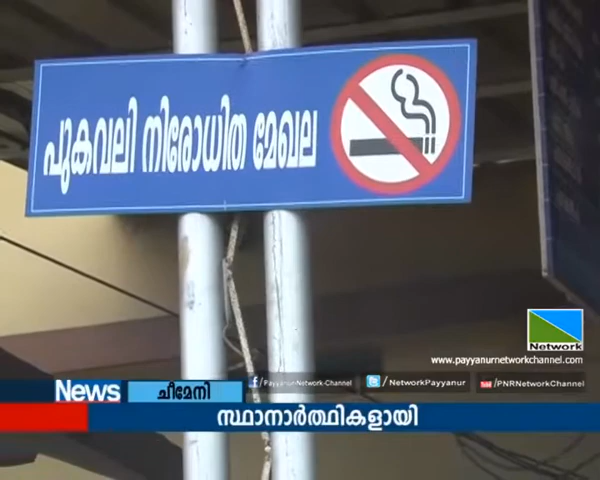 പുകവലി നിരോധിത മേഖല
Network
www.payyanurnetworkchannel.com
News
ചീമേനി
/Payyanur-Network-Channel
/NetworkPayyanur
/PNRNetworkChannel
സ്ഥാനാർത്ഥികളായി